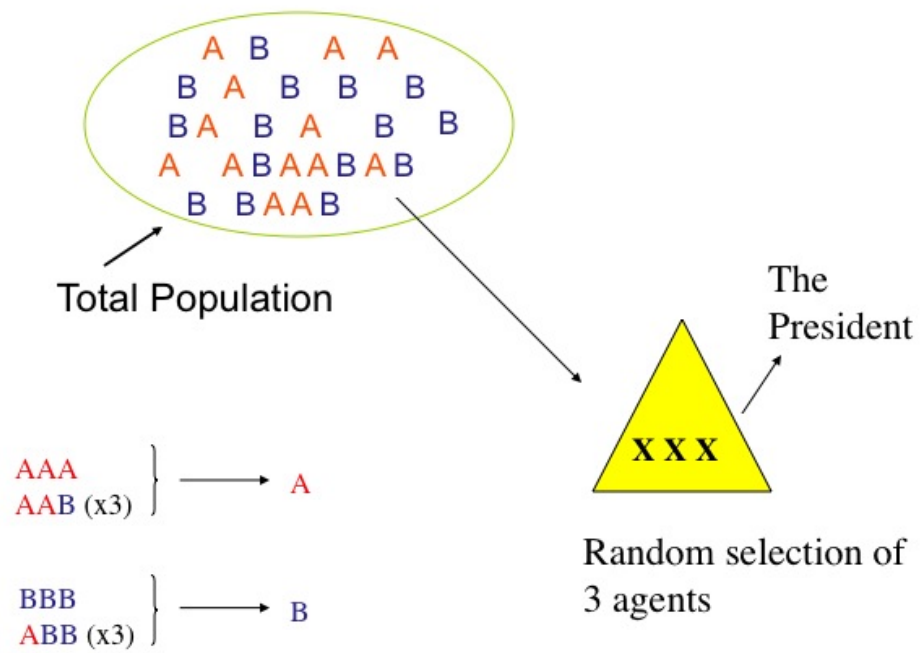 A B A A
B A B B B
B A B A B B
A A B A A B A B
B B A A B
Total Population
The
President
X X X
AAA
AAB (x3)
A
Random selection of
3 agents
BBB
ABB (x3)
B